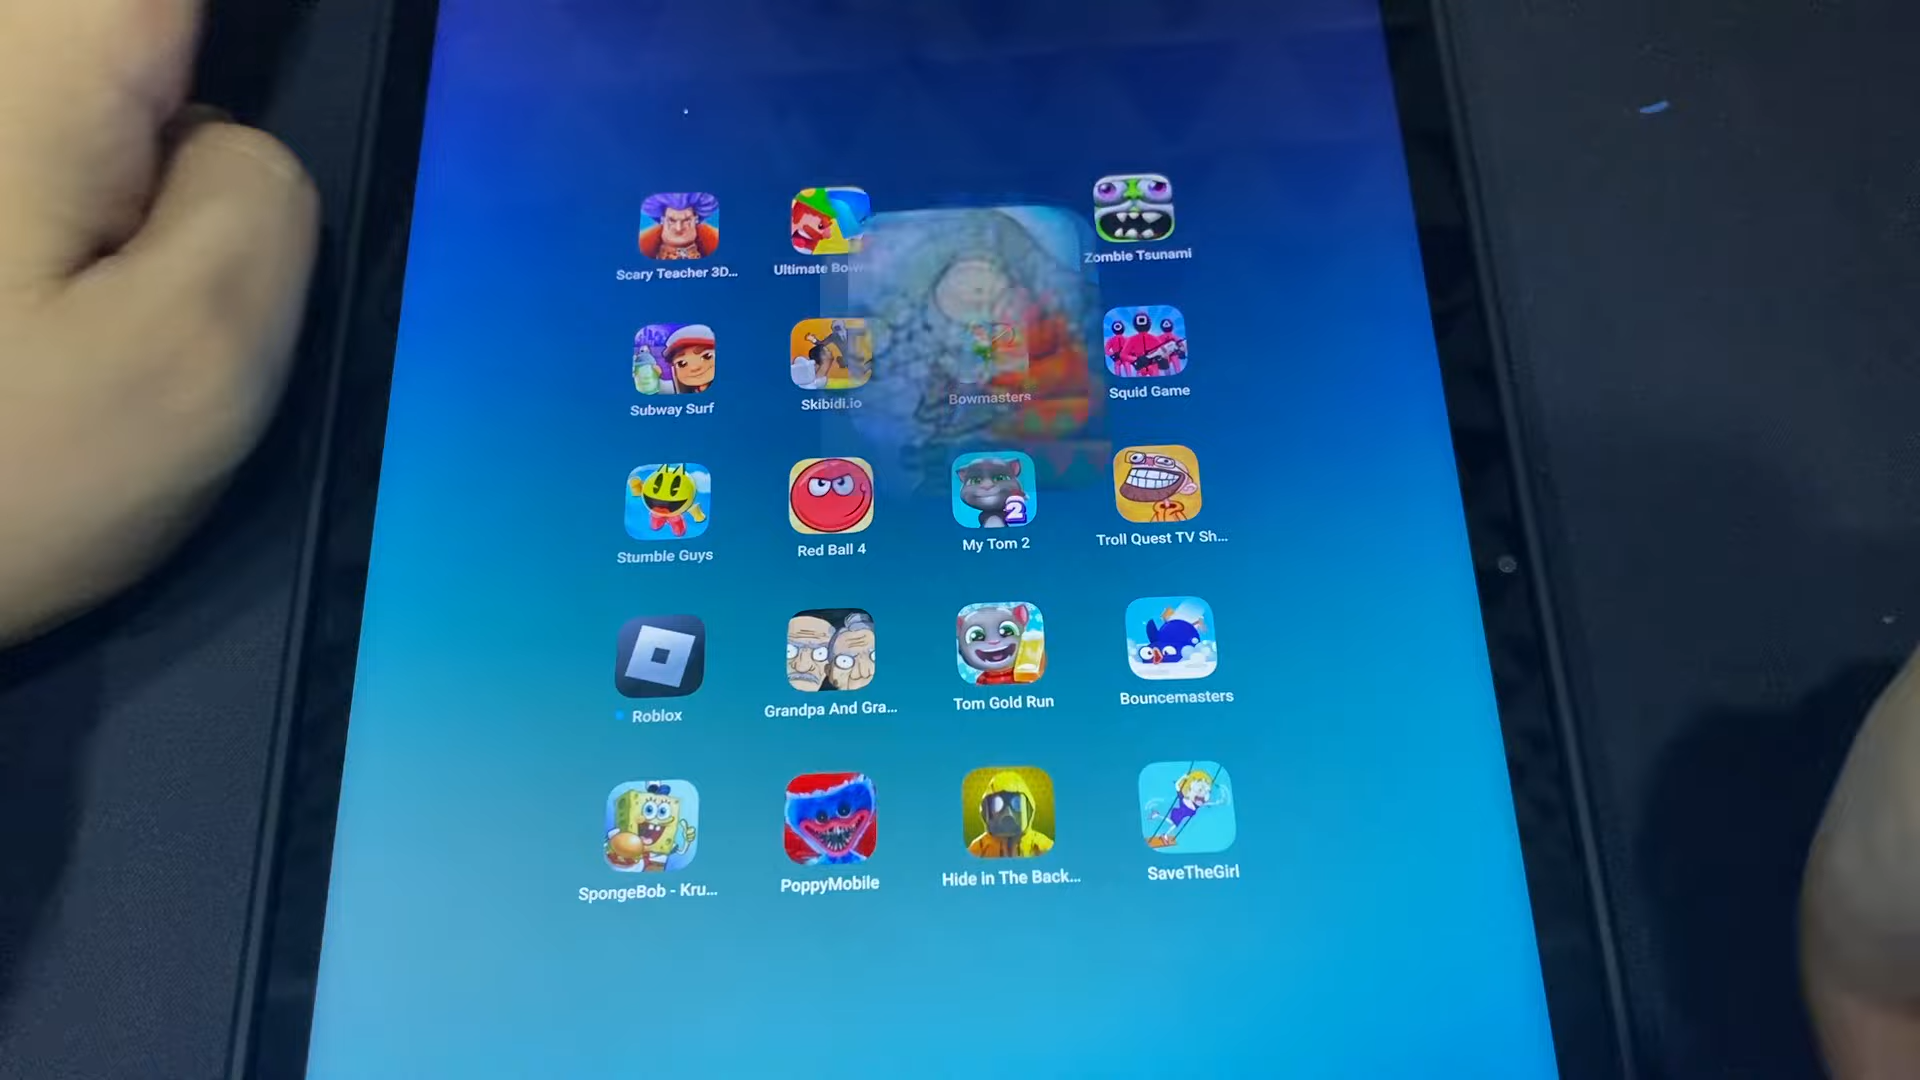 Scary Teacher 3D...
Ultimate Bow
Zombie Tsunami
Subway Surf
Skibidi.io
Bowmasters
Squid Game
Stumble Guys
Red Ball 4
2
My Tom 2
Troll Quest TV Sh...
Roblox
Grandpa And Gra...
Tom Gold Run
Bouncemasters
SpongeBob - Kru...
PoppyMobile
Hide in The Back...
SaveTheGirl